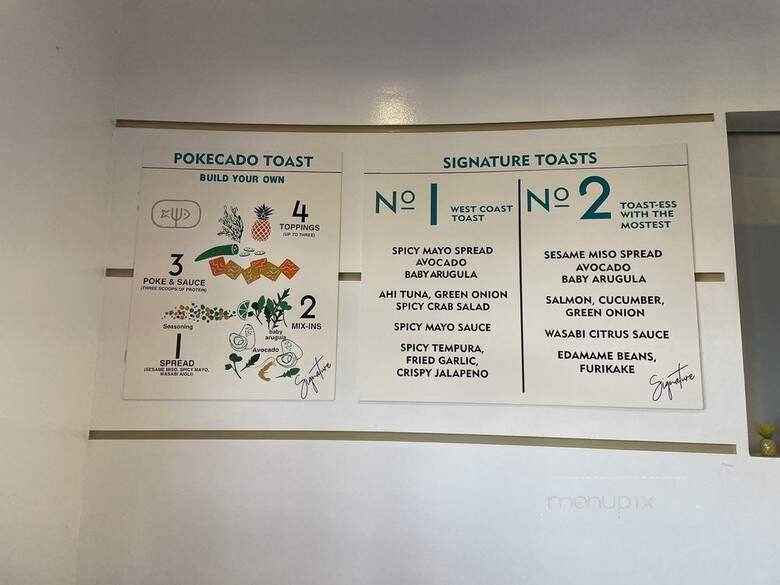 POKECADO TOAST
BUILD YOUR OWN
4
TOPPINGS
(UP TO THREE)
3
POKE & SAUCE
(THREE SCOOPS OF PROTEIN)
2
MIX-INS
Seasoning
baby
arugula
Avocado
1
SPREAD
(SESAME MISO, SPICY MAYO,
WASABI AIOLI)
Signature
SIGNATURE TOASTS
No 1
WEST COAST
TOAST
SPICY MAYO SPREAD
AVOCADO
BABY ARUGULA
AHI TUNA, GREEN ONION
SPICY CRAB SALAD
SPICY MAYO SAUCE
SPICY TEMPURA,
FRIED GARLIC,
CRISPY JALAPENO
No 2
TOAST-ESS
WITH THE
MOSTEST
SESAME MISO SPREAD
AVOCADO
BABY ARUGULA
SALMON, CUCUMBER,
GREEN ONION
WASABI CITRUS SAUCE
EDAMAME BEANS,
FURIKAKE
Signature
menupix